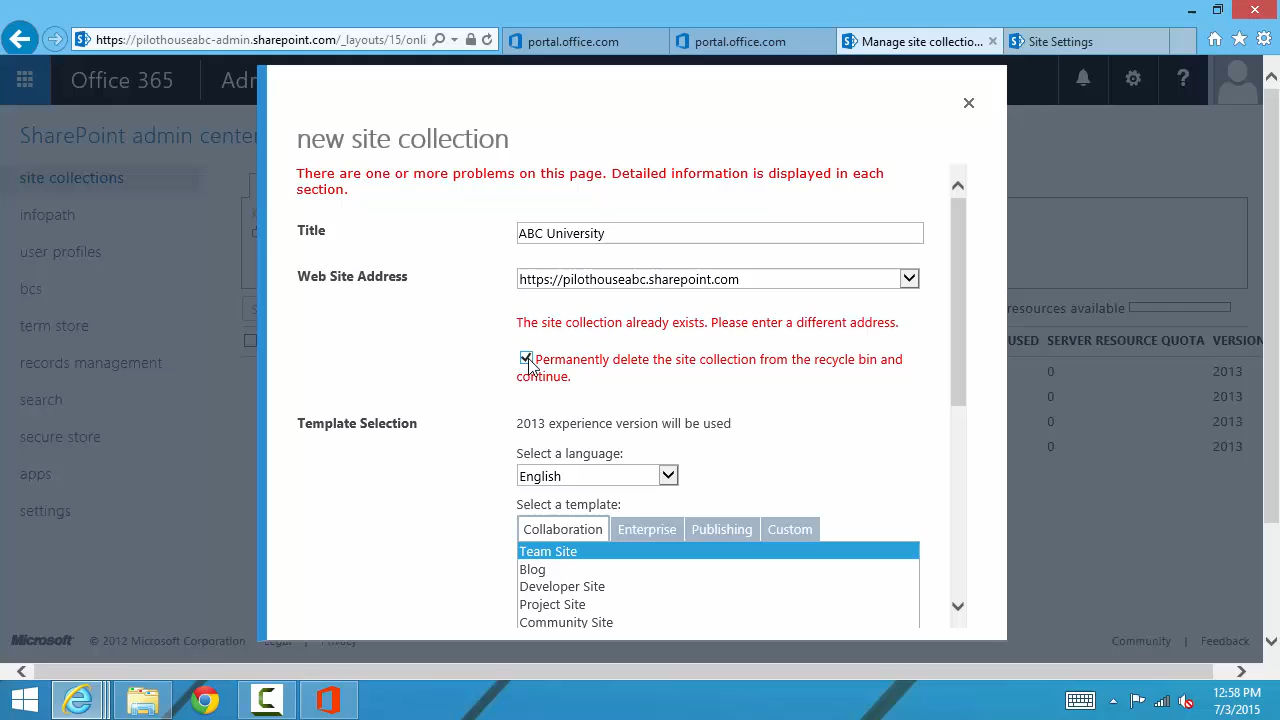 https://pilothouseabc-admin.sharepoint.com/_layouts/15/onli
portal.office.com
portal.office.com
Manage site collectio...
Site Settings
Office 365
Adr
SharePoint admin center
site collections
infopath
user profiles
bcs
term store
records management
search
secure store
apps
settings
new site collection
There are one or more problems on this page. Detailed information is displayed in each
section.
Title
ABC University
Web Site Address
https://pilothouseabc.sharepoint.com
The site collection already exists. Please enter a different address.
Permanently delete the site collection from the recycle bin and
continue.
Template Selection
2013 experience version will be used
Select a language:
English
Select a template:
Collaboration
Enterprise
Publishing
Custom
Team Site
Blog
Developer Site
Project Site
Community Site
resources available
USED SERVER RESOURCE QUOTA VERSION
0 2013
0 2013
0 2013
Microsoft © 2012 Microsoft Corporation Legal | Privacy
Community | Feedback
12:58 PM
7/3/2015